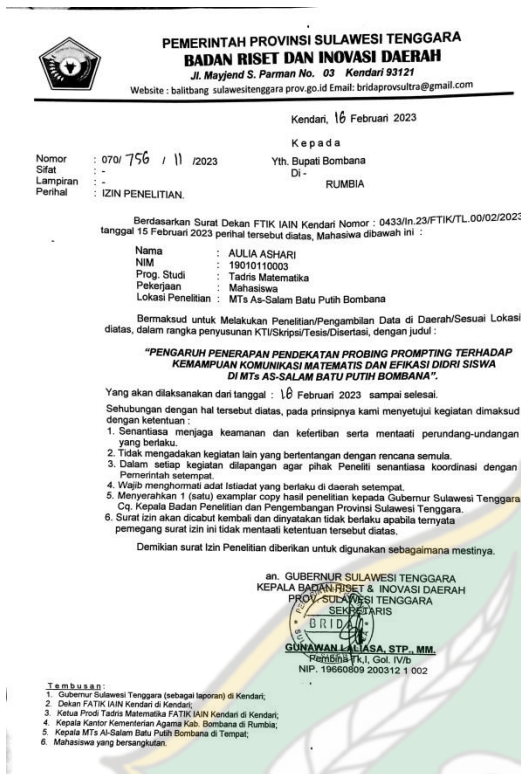 PEMERINTAH PROVINSI SULAWESI TENGGARA
BADAN RISET DAN INOVASI DAERAH
Jl. Mayjend S. Parman No. 03 Kendari 93121
Website : balitbang sulawesitenggara prov.go.id Email: bridaprovsultra@gmail.com
Kendari, 16 Februari 2023
Kepada
Nomor : 070/ 756 / 11 /2023
Yth. Bupati Bombana
Sifat : -
Di -
Lampiran : -
RUMBIA
Perihal : IZIN PENELITIAN.
Berdasarkan Surat Dekan FTIK IAIN Kendari Nomor : 0433/In.23/FTIK/TL.00/02/2023
tanggal 15 Februari 2023 perihal tersebut diatas, Mahasiwa dibawah ini :
Nama : AULIA ASHARI
NIM : 19010110003
Prog. Studi : Tadris Matematika
Pekerjaan : Mahasiswa
Lokasi Penelitian : MTs As-Salam Batu Putih Bombana
Bermaksud untuk Melakukan Penelitian/Pengambilan Data di Daerah/Sesuai Lokasi
diatas, dalam rangka penyusunan KTI/Skripsi/Tesis/Disertasi, dengan judul :
"PENGARUH PENERAPAN PENDEKATAN PROBING PROMPTING TERHADAP
KEMAMPUAN KOMUNIKASI MATEMATIS DAN EFIKASI DIDRI SISWA
DI MTs AS-SALAM BATU PUTIH BOMBANA".
Yang akan dilaksanakan dari tanggal : 16 Februari 2023 sampai selesai.
Sehubungan dengan hal tersebut diatas, pada prinsipnya kami menyetujui kegiatan dimaksud
dengan ketentuan :
1. Senantiasa menjaga keamanan dan kefertiban serta mentaati perundang-undangan
yang berlaku.
2. Tidak mengadakan kegiatan lain yang bertentangan dengan rencana semula.
3. Dalam setiap kegiatan dilapangan agar pihak Peneliti senantiasa koordinasi dengan
Pemerintah setempat.
4. Wajib menghormati adat Istiadat yang berlaku di daerah setempat.
5. Menyerahkan 1 (satu) examplar copy hasil penelitian kepada Gubernur Sulawesi Tenggara
Cq. Kepala Badan Penelitian dan Pengembangan Provinsi Sulawesi Tenggara.
6. Surat izin akan dicabut kembali dan dinyatakan tidak berlaku apabila ternyata
pemegang surat izin ini tidak mentaati ketentuan tersebut diatas.
Demikian surat Izin Penelitian diberikan untuk digunakan sebagaimana mestinya.
an. GUBERNUR SULAWESI TENGGARA
KEPALA BADAN RISET & INOVASI DAERAH
PROV. SULAWESI TENGGARA
SEKRETARIS
BRIDA
GUNAWAN LALIASA, STP., MM.
Pembina Tk,I, Gol. IV/b
NIP. 19660809 200312 1 002
Tembusan :
1. Gubernur Sulawesi Tenggara (sebagai laporan) di Kendari;
2. Dekan FATIK IAIN Kendari di Kendari;
3. Ketua Prodi Tadris Matematika FATIK IAIN Kendari di Kendari;
4. Kepala Kantor Kementerian Agama Kab. Bombana di Rumbia;
5. Kepala MTs Al-Salam Batu Putih Bombana di Tempat;
6. Mahasiswa yang bersangkutan.